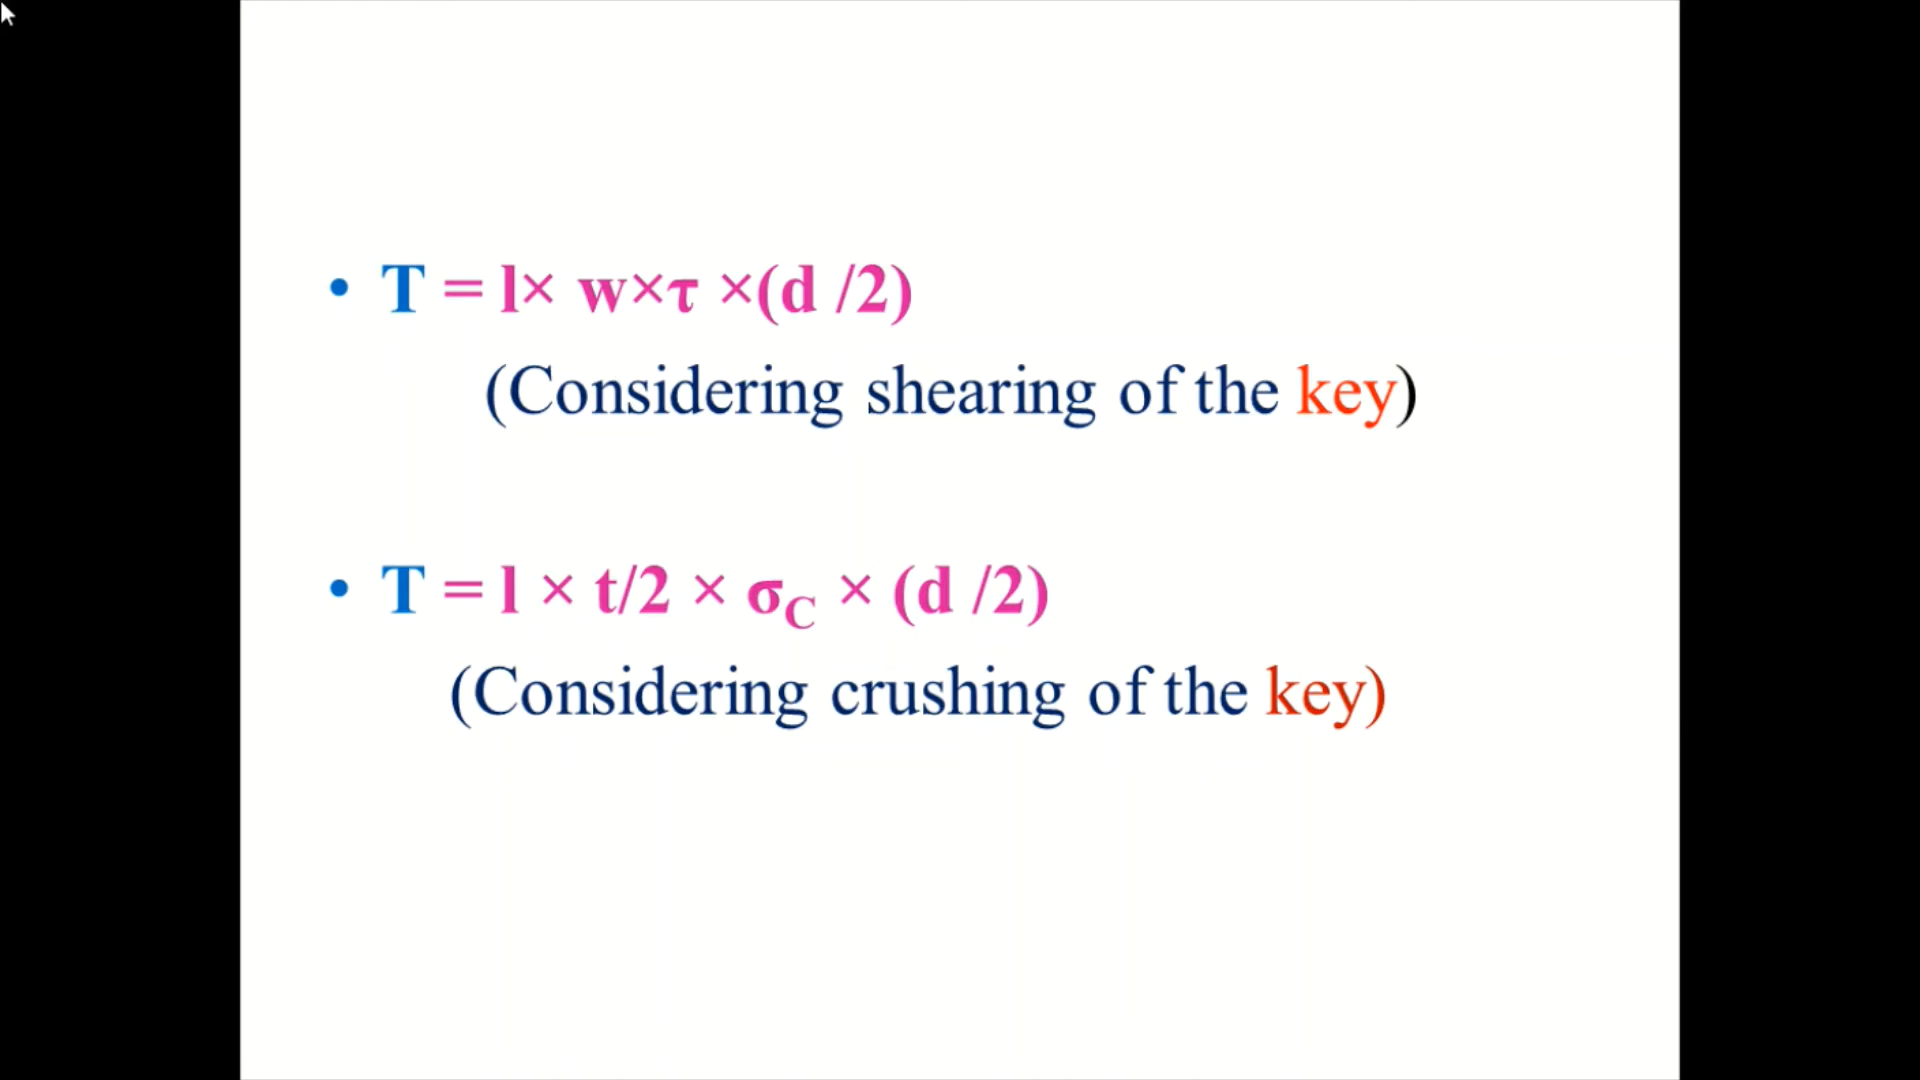 • T = l× w×τ ×(d /2)
(Considering shearing of the key)
• T = l × t/2 × σC × (d /2)
(Considering crushing of the key)